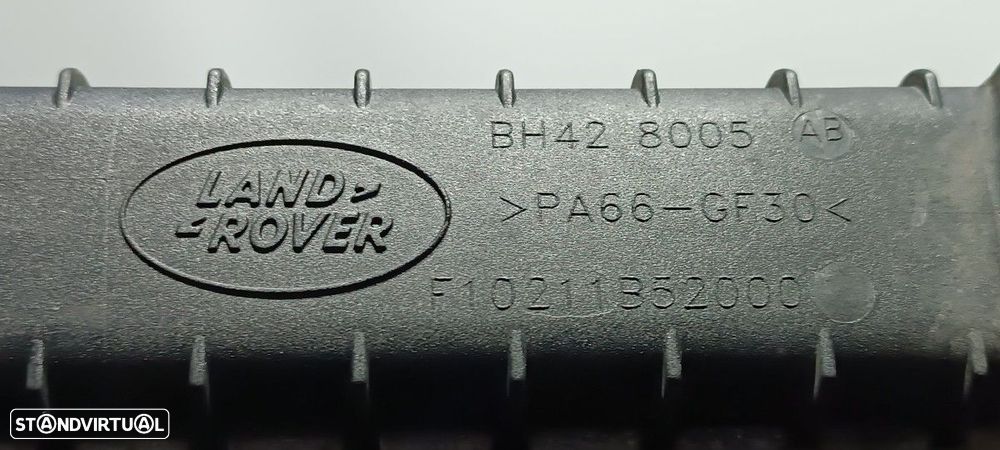 LAND
ROVER
BH42 8005 AB
>PA66-GF30<
F10211B52000
STANDVIRTUAL